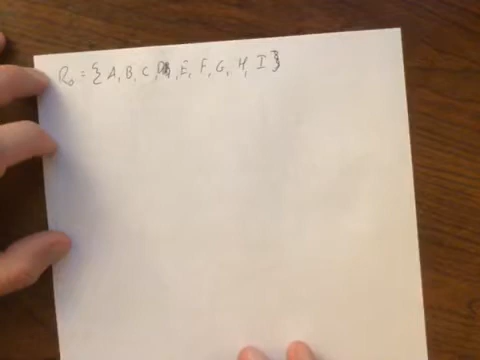 R₀ = { A, B, C, D, E, F, G, H, I }